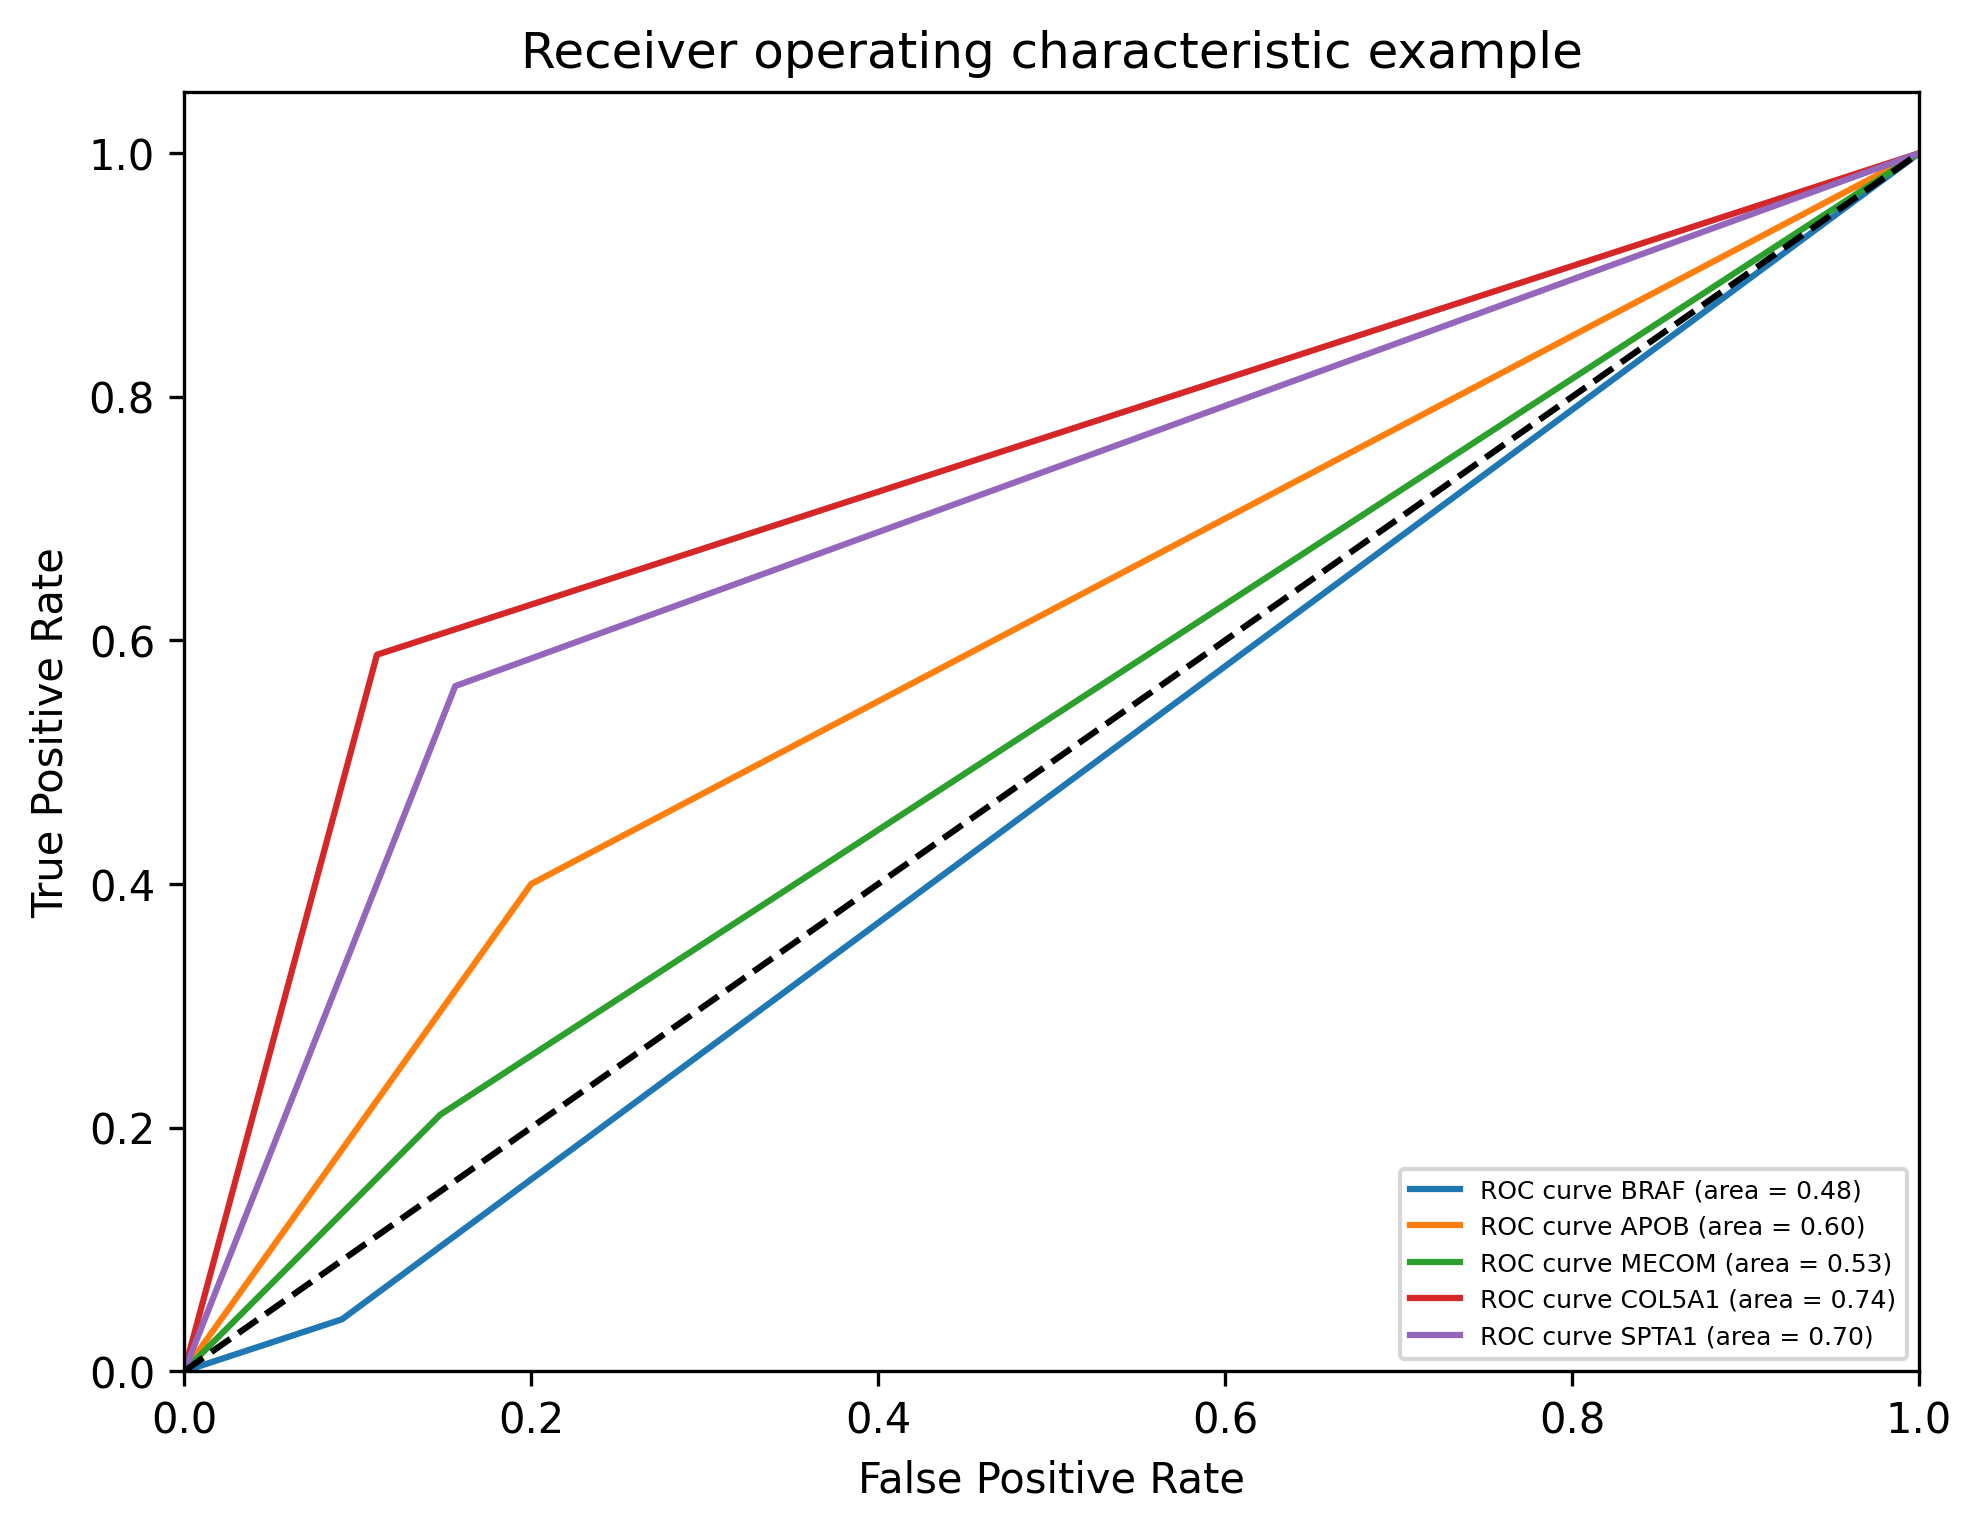 Receiver operating characteristic example
True Positive Rate
1.0
0.8
0.6
0.4
0.2
0.0
ROC curve BRAF (area = 0.48)
ROC curve APOB (area = 0.60)
ROC curve MECOM (area = 0.53)
ROC curve COL5A1 (area = 0.74)
ROC curve SPTA1 (area = 0.70)
0.0 0.2 0.4 0.6 0.8 1.0
False Positive Rate